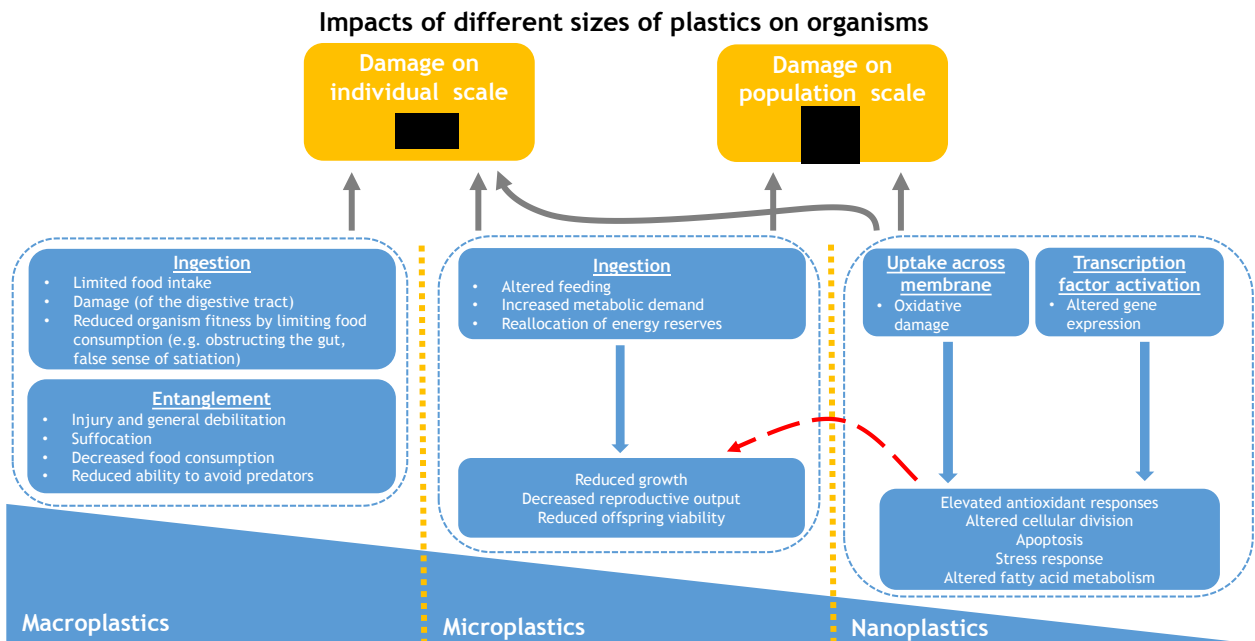 Impacts of different sizes of plastics on organisms
Damage on
individual scale
Damage on
population scale
Ingestion
• Limited food intake
• Damage (of the digestive tract)
• Reduced organism fitness by limiting food
consumption (e.g. obstructing the gut,
false sense of satiation)
Entanglement
• Injury and general debilitation
• Suffocation
• Decreased food consumption
• Reduced ability to avoid predators
Ingestion
• Altered feeding
• Increased metabolic demand
• Reallocation of energy reserves
Reduced growth
Decreased reproductive output
Reduced offspring viability
Uptake across
membrane
• Oxidative
damage
Transcription
factor activation
• Altered gene
expression
Elevated antioxidant responses
Altered cellular division
Apoptosis
Stress response
Altered fatty acid metabolism
Macroplastics
Microplastics
Nanoplastics